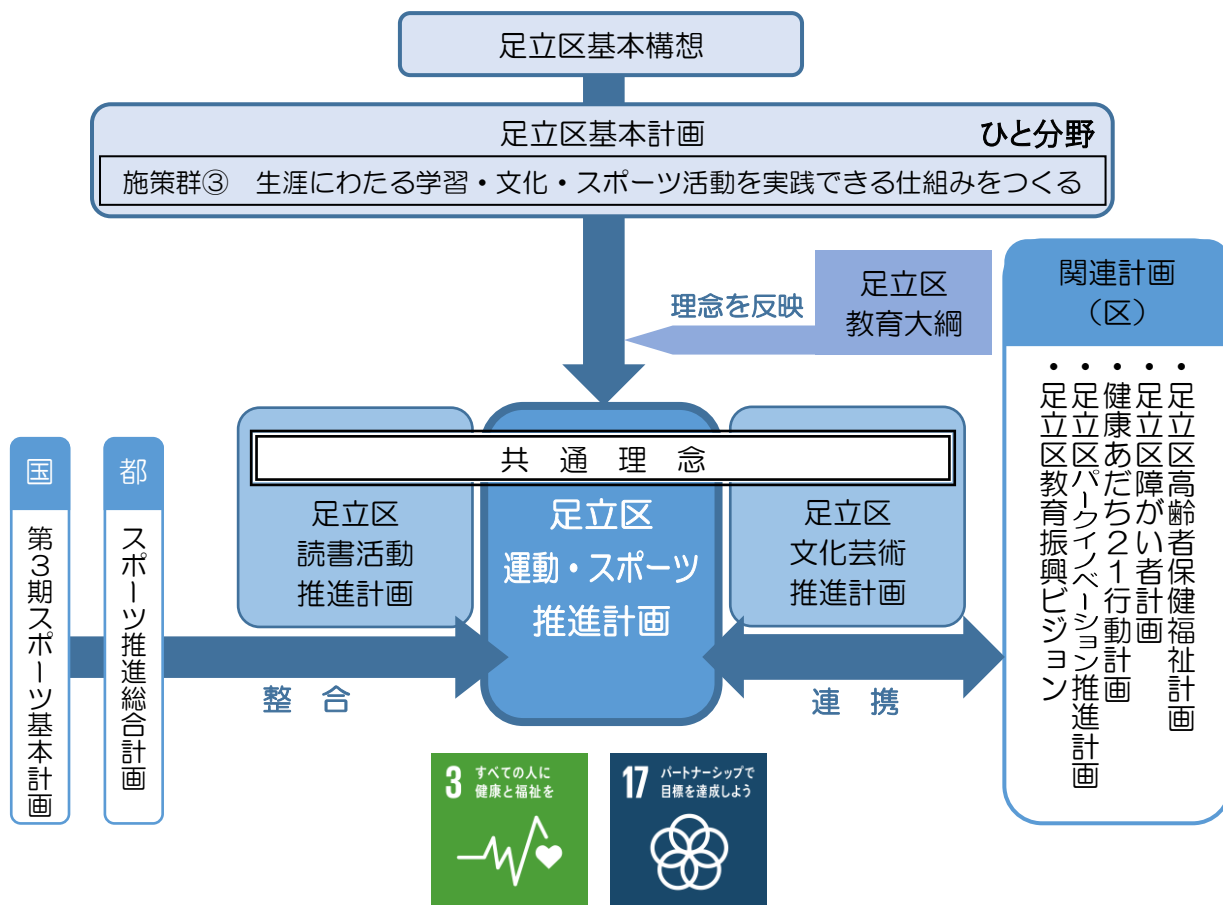 足立区基本構想
足立区基本計画 ひと分野
施策群③ 生涯にわたる学習・文化・スポーツ活動を実践できる仕組みをつくる
理念を反映
足立区
教育大綱
関連計画
（区）
・足立区高齢者保健福祉計画
・足立区障がい者計画
・健康あだち２１行動計画
・足立区パークイノベーション推進計画
・足立区教育振興ビジョン
共通理念
足立区
読書活動
推進計画
足立区
運動・スポーツ
推進計画
足立区
文化芸術
推進計画
国
第３期スポーツ基本計画
都
スポーツ推進総合計画
整合
連携
3 すべての人に
健康と福祉を
17 パートナーシップで
目標を達成しよう